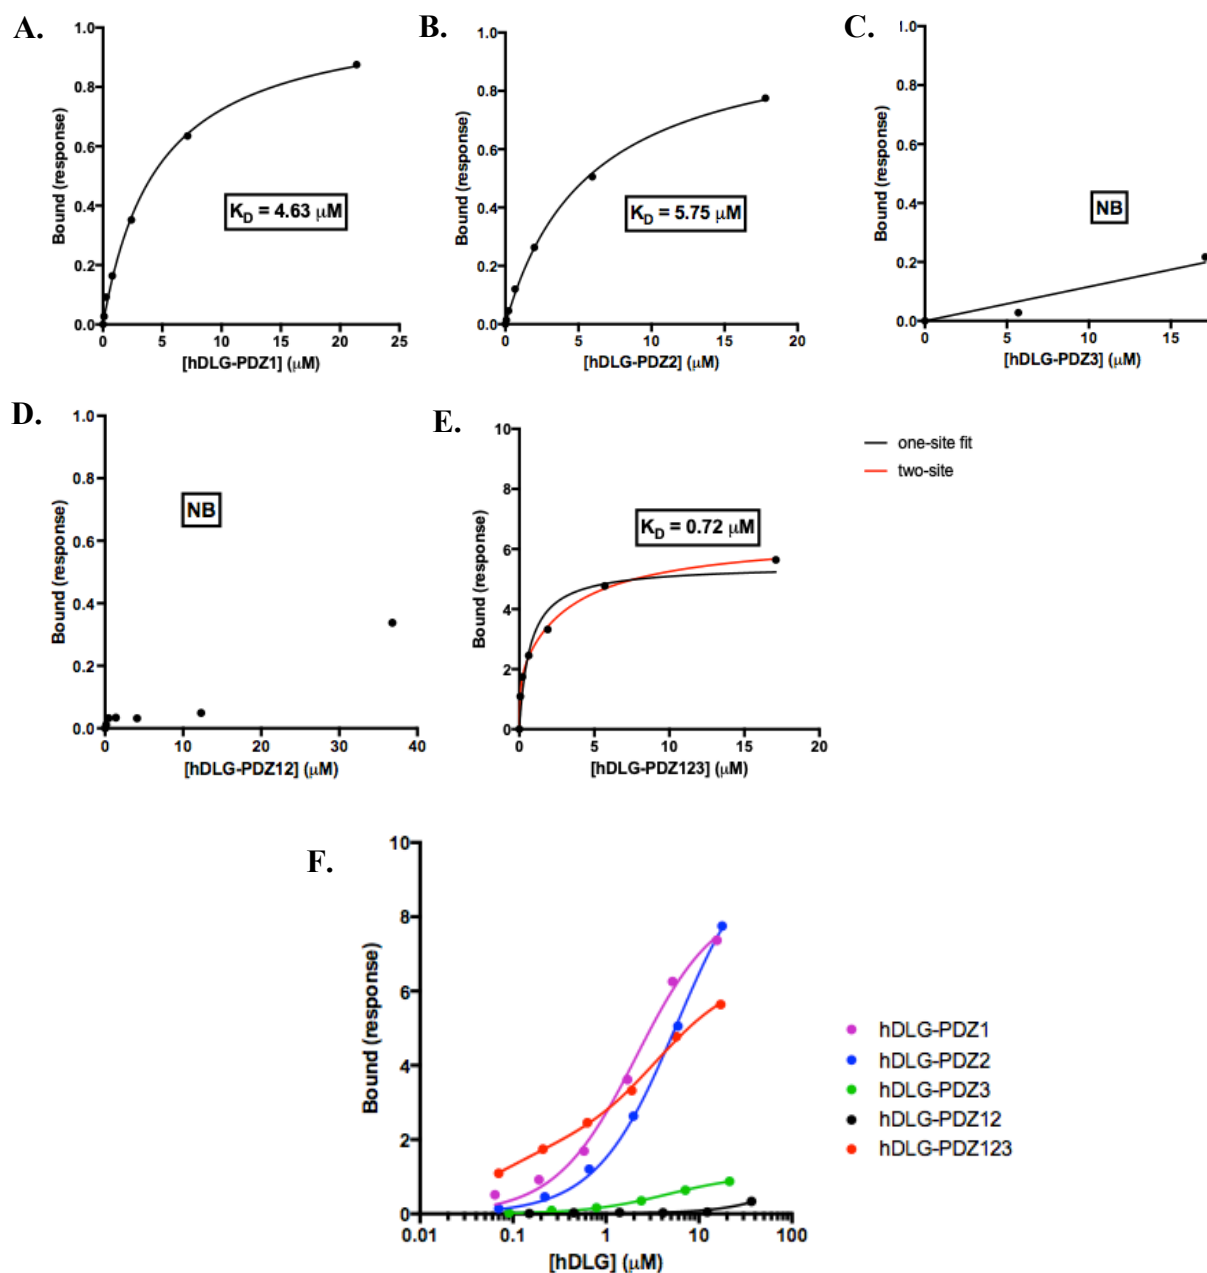 A.
Bound (response)
1.0
0.8
0.6
0.4
0.2
0.0
K_D = 4.63 μM
0 5 10 15 20 25
[hDLG-PDZ1] (μM)
B.
Bound (response)
1.0
0.8
0.6
0.4
0.2
0.0
K_D = 5.75 μM
0 5 10 15 20
[hDLG-PDZ2] (μM)
C.
Bound (response)
1.0
0.8
0.6
0.4
0.2
0.0
NB
0 5 10 15
[hDLG-PDZ3] (μM)
D.
Bound (response)
1.0
0.8
0.6
0.4
0.2
0.0
NB
0 10 20 30 40
[hDLG-PDZ12] (μM)
E.
Bound (response)
10
8
6
4
2
0
K_D = 0.72 μM
0 5 10 15 20
[hDLG-PDZ123] (μM)
one-site fit
two-site
F.
Bound (response)
10
8
6
4
2
0
0.01 0.1 1 10 100
[hDLG] (μM)
hDLG-PDZ1
hDLG-PDZ2
hDLG-PDZ3
hDLG-PDZ12
hDLG-PDZ123